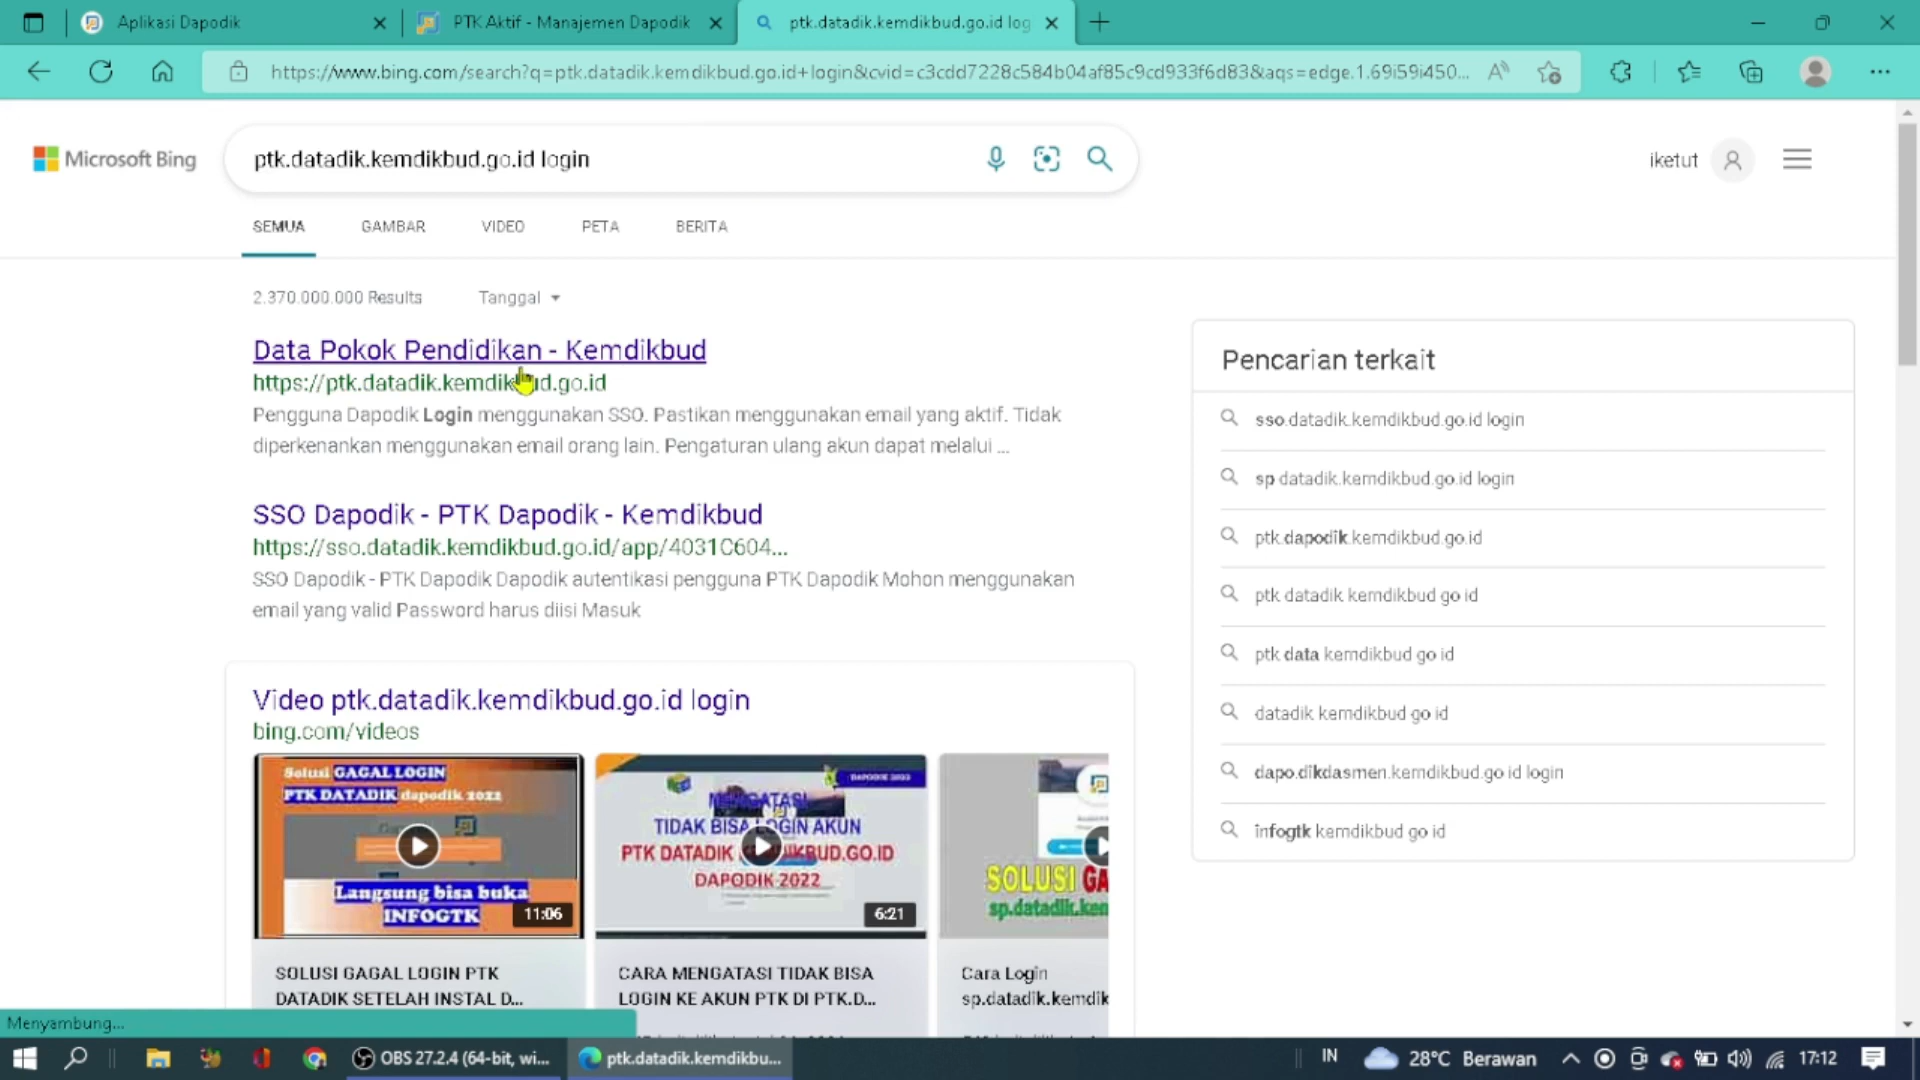 Aplikasi Dapodik
PTK Aktif - Manajemen Dapodik
ptk.datadik.kemdikbud.go.id log
https://www.bing.com/search?q=ptk.datadik.kemdikbud.go.id+login&cvid=c3cdd7228c584b04af85c9cd933f6d83&aqs=edge.1.69i59i450...
Microsoft Bing
ptk.datadik.kemdikbud.go.id login
iketut
SEMUA GAMBAR VIDEO PETA BERITA
2.370.000.000 Results Tanggal
Data Pokok Pendidikan - Kemdikbud
https://ptk.datadik.kemdikbud.go.id
Pengguna Dapodik Login menggunakan SSO. Pastikan menggunakan email yang aktif. Tidak
diperkenankan menggunakan email orang lain. Pengaturan ulang akun dapat melalui ...
SSO Dapodik - PTK Dapodik - Kemdikbud
https://sso.datadik.kemdikbud.go.id/app/4031C604...
SSO Dapodik - PTK Dapodik Dapodik autentikasi pengguna PTK Dapodik Mohon menggunakan
email yang valid Password harus diisi Masuk
Video ptk.datadik.kemdikbud.go.id login
bing.com/videos
Solusi GAGAL LOGIN
PTK DATADIK dapodik 2022
Langsung bisa buka
INFOGTK
11:06
SOLUSI GAGAL LOGIN PTK
DATADIK SETELAH INSTAL D...
DAPODIK 2022
MENGATASI
TIDAK BISA LOGIN AKUN
PTK DATADIK KEMDIKBUD.GO.ID
DAPODIK 2022
6:21
CARA MENGATASI TIDAK BISA
LOGIN KE AKUN PTK DI PTK.D...
SOLUSI GA
sp.datadik.ken
Cara Login
sp.datadik.kemdik
Pencarian terkait
sso.datadik.kemdikbud.go.id login
sp datadik.kemdikbud.go.id login
ptk.dapodik.kemdikbud.go.id
ptk datadik kemdikbud go id
ptk data kemdikbud go id
datadik kemdikbud go id
dapo.dikdasmen.kemdikbud.go id login
infogtk kemdikbud go id
Menyambung...
OBS 27.2.4 (64-bit, wi...
ptk.datadik.kemdikbu...
IN
28°C Berawan
17:12